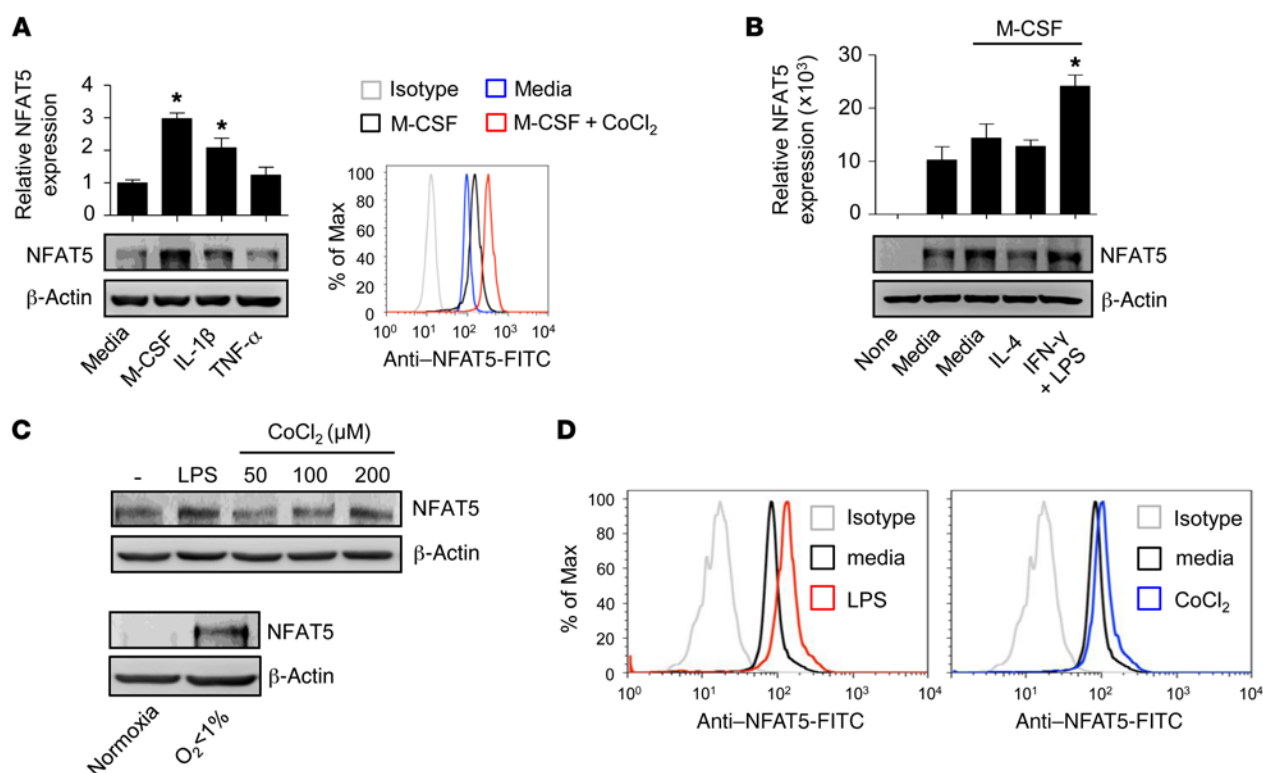 A
Relative NFAT5
expression
4
3
2
1
0
*
*
NFAT5
β-Actin
Media
M-CSF
IL-1β
TNF-α
Isotype
Media
M-CSF
M-CSF + CoCl₂
% of Max
100
80
60
40
20
0
10⁰ 10¹ 10² 10³ 10⁴
Anti–NFAT5-FITC
B
M-CSF
Relative NFAT5
expression (×10³)
30
20
10
0
*
NFAT5
β-Actin
None
Media
Media
IL-4
IFN-γ
+ LPS
C
CoCl₂ (μM)
- LPS 50 100 200
NFAT5
β-Actin
NFAT5
β-Actin
Normoxia
O₂<1%
D
% of Max
100
80
60
40
20
0
Isotype
media
LPS
10⁰ 10¹ 10² 10³ 10⁴
Anti–NFAT5-FITC
Isotype
media
CoCl₂
10¹ 10² 10³ 10⁴
Anti–NFAT5-FITC